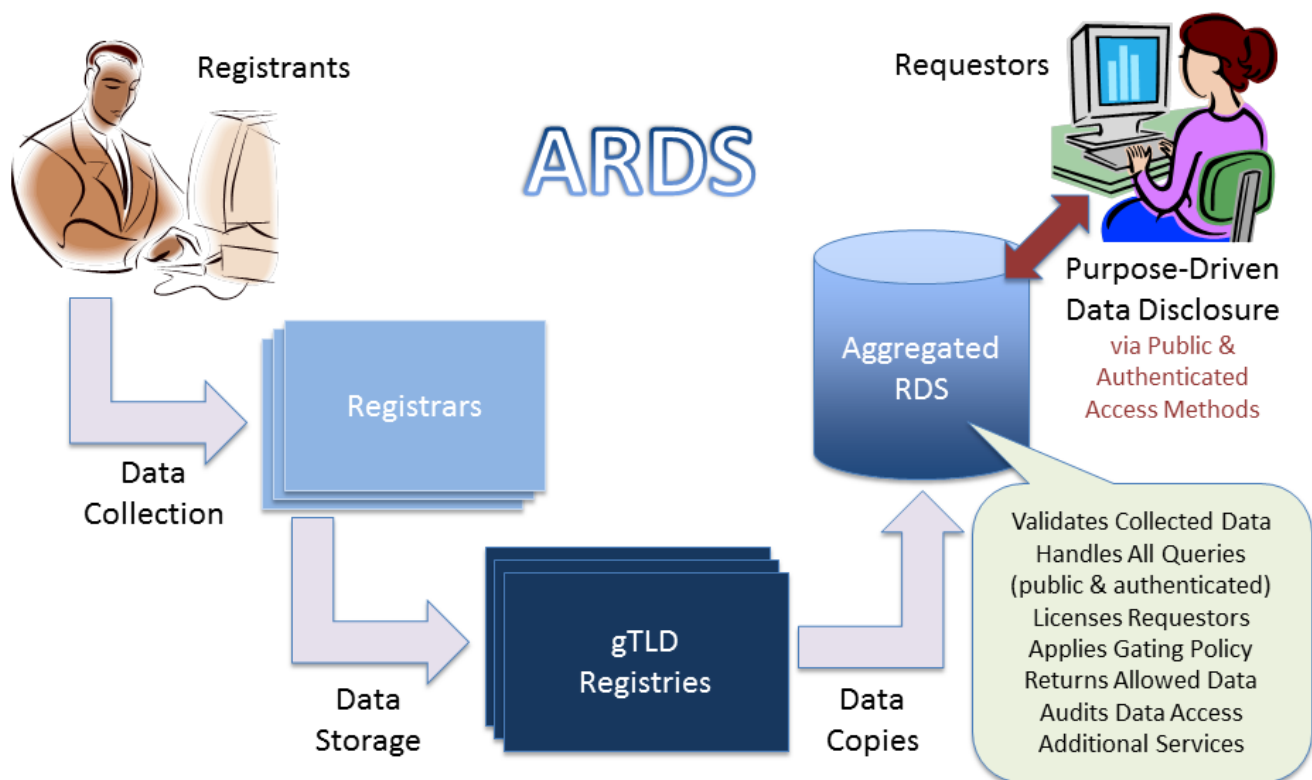 Registrants
Requestors
ARDS
Purpose-Driven
Data Disclosure
via Public &
Authenticated
Access Methods
Aggregated
RDS
Registrars
Data
Collection
gTLD
Registries
Data
Storage
Data
Copies
Validates Collected Data
Handles All Queries
(public & authenticated)
Licenses Requestors
Applies Gating Policy
Returns Allowed Data
Audits Data Access
Additional Services